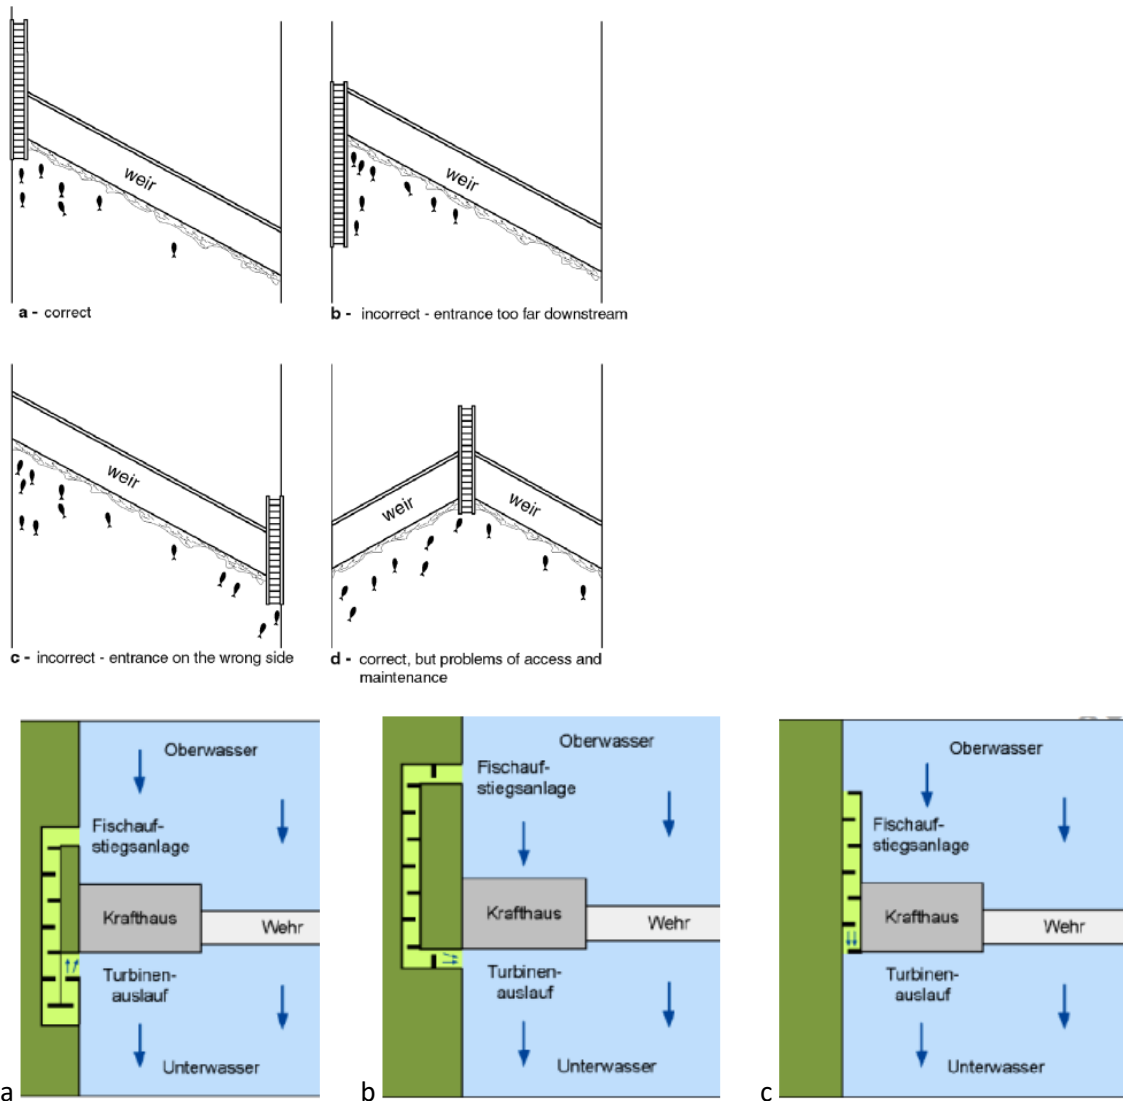 weir
weir
a - correct
b - incorrect - entrance too far downstream
weir
weir
weir
c - incorrect - entrance on the wrong side
d - correct, but problems of access and
maintenance
Oberwasser
Fischauf-
stiegsanlage
Krafthaus
Wehr
Turbinen-
auslauf
Unterwasser
a
Oberwasser
Fischauf-
stiegsanlage
Krafthaus
Wehr
Turbinen-
auslauf
Unterwasser
b
Oberwasser
Fischauf-
stiegsanlage
Krafthaus
Wehr
Turbinen-
auslauf
Unterwasser
c